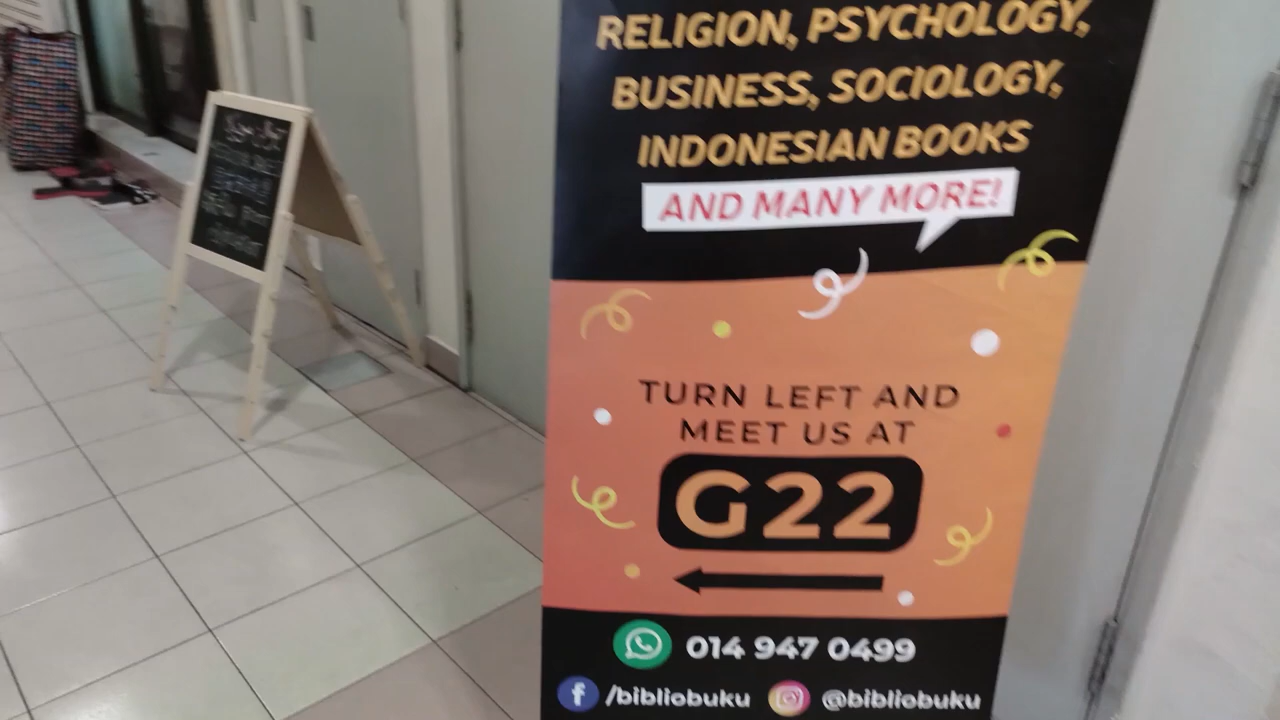 RELIGION, PSYCHOLOGY,
BUSINESS, SOCIOLOGY,
INDONESIAN BOOKS
AND MANY MORE!
TURN LEFT AND
MEET US AT
G22
014 947 0499
/bibliobuku
@bibliobuku